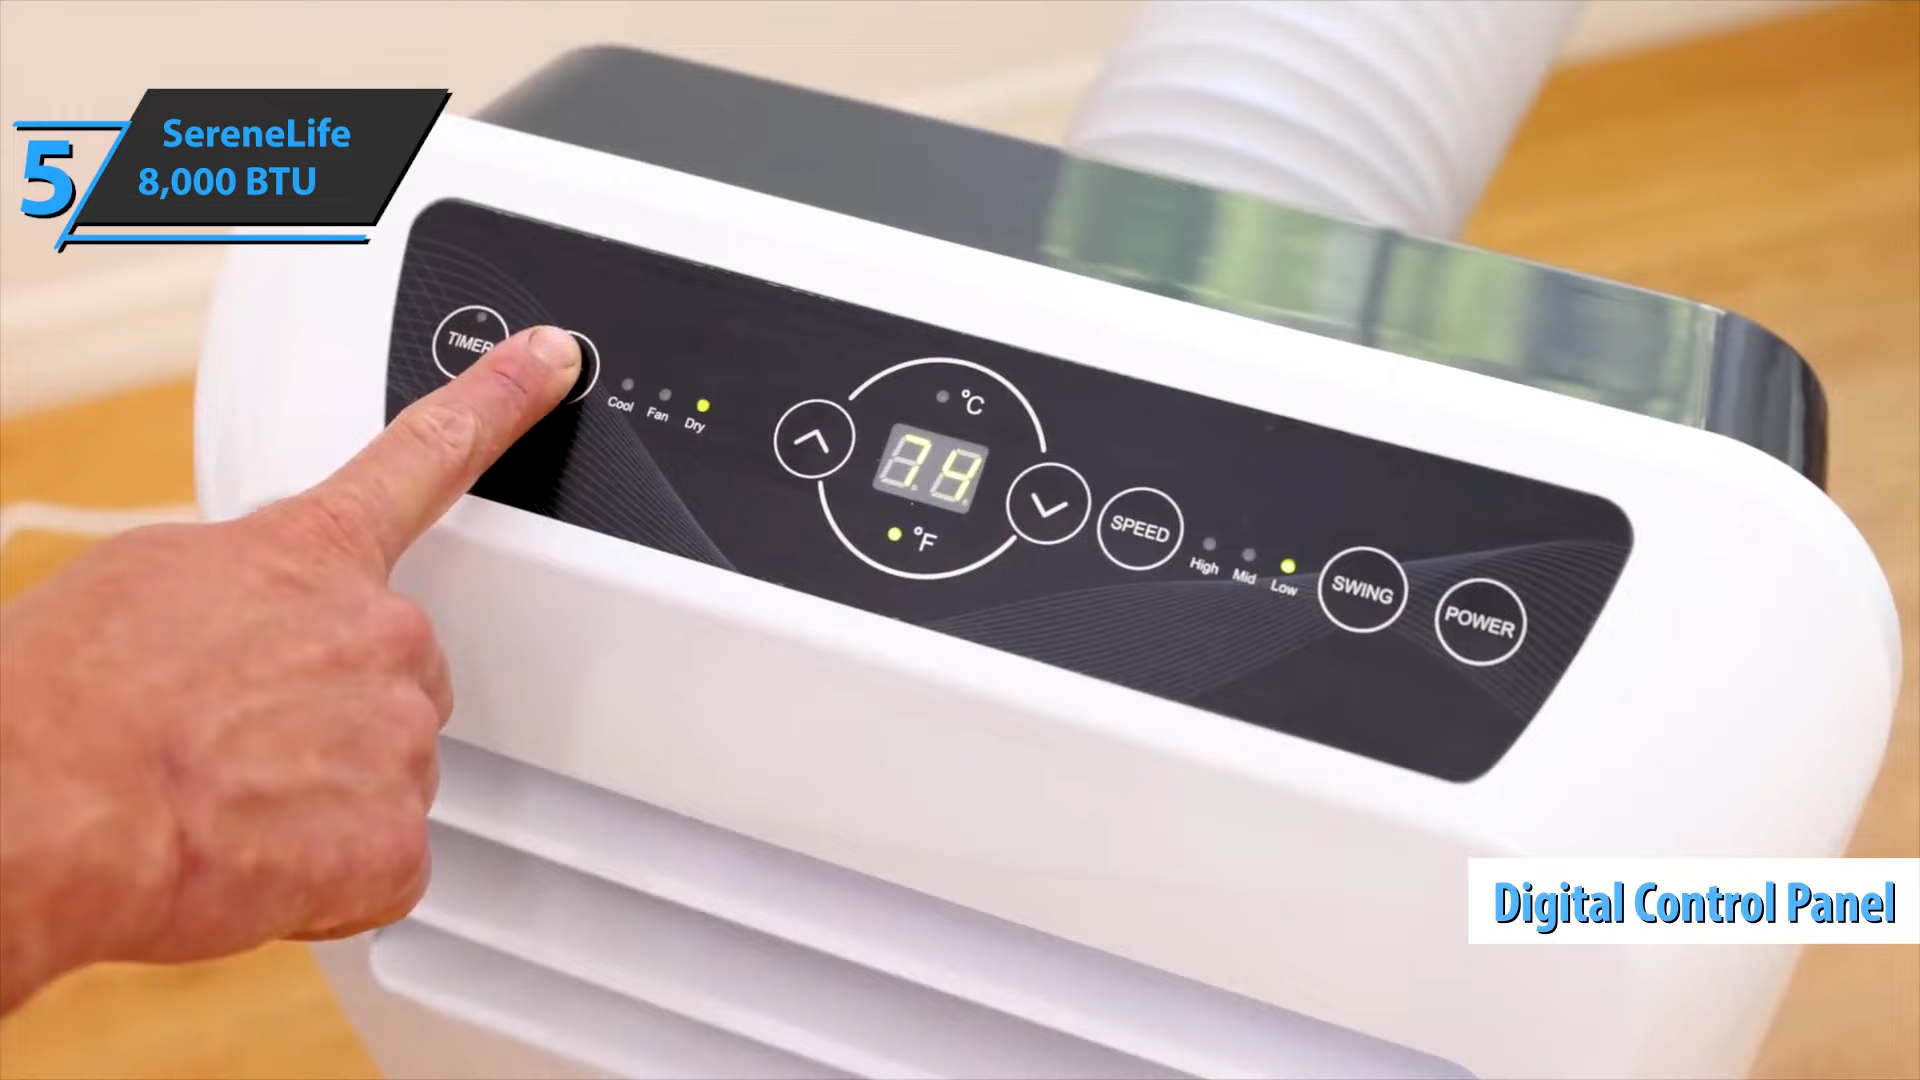 5
SereneLife
8,000 BTU
TIMER
Cool Fan Dry
°C
74
°F
SPEED
High Mid Low
SWING
POWER
Digital Control Panel